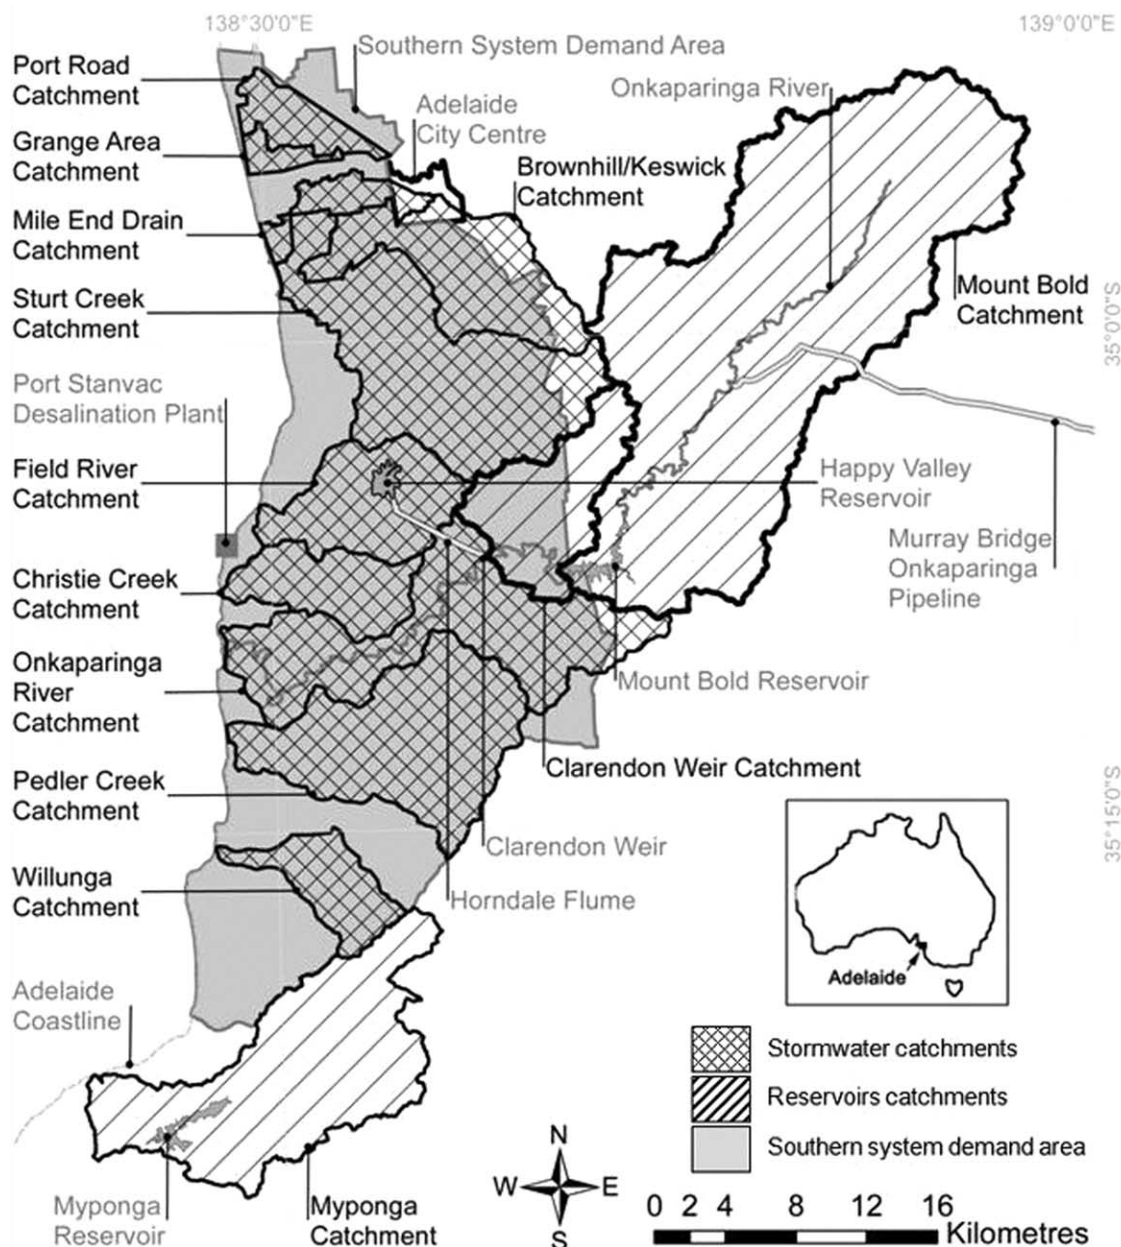 138°30'0"E
139°0'0"E
Port Road
Catchment
Southern System Demand Area
Onkaparinga River
Adelaide
City Centre
Grange Area
Catchment
Brownhill/Keswick
Catchment
Mile End Drain
Catchment
Mount Bold
Catchment
Sturt Creek
Catchment
35°0'0"S
Port Stanvac
Desalination Plant
Field River
Catchment
Happy Valley
Reservoir
Murray Bridge
Onkaparinga
Pipeline
Christie Creek
Catchment
Onkaparinga
River
Catchment
Mount Bold Reservoir
Clarendon Weir Catchment
Pedler Creek
Catchment
35°15'0"S
Clarendon Weir
Willunga
Catchment
Horndale Flume
Adelaide
Adelaide
Coastline
Stormwater catchments
Reservoirs catchments
Southern system demand area
N
W
E
S
Myponga
Reservoir
Myponga
Catchment
0 2 4 8 12 16
Kilometres